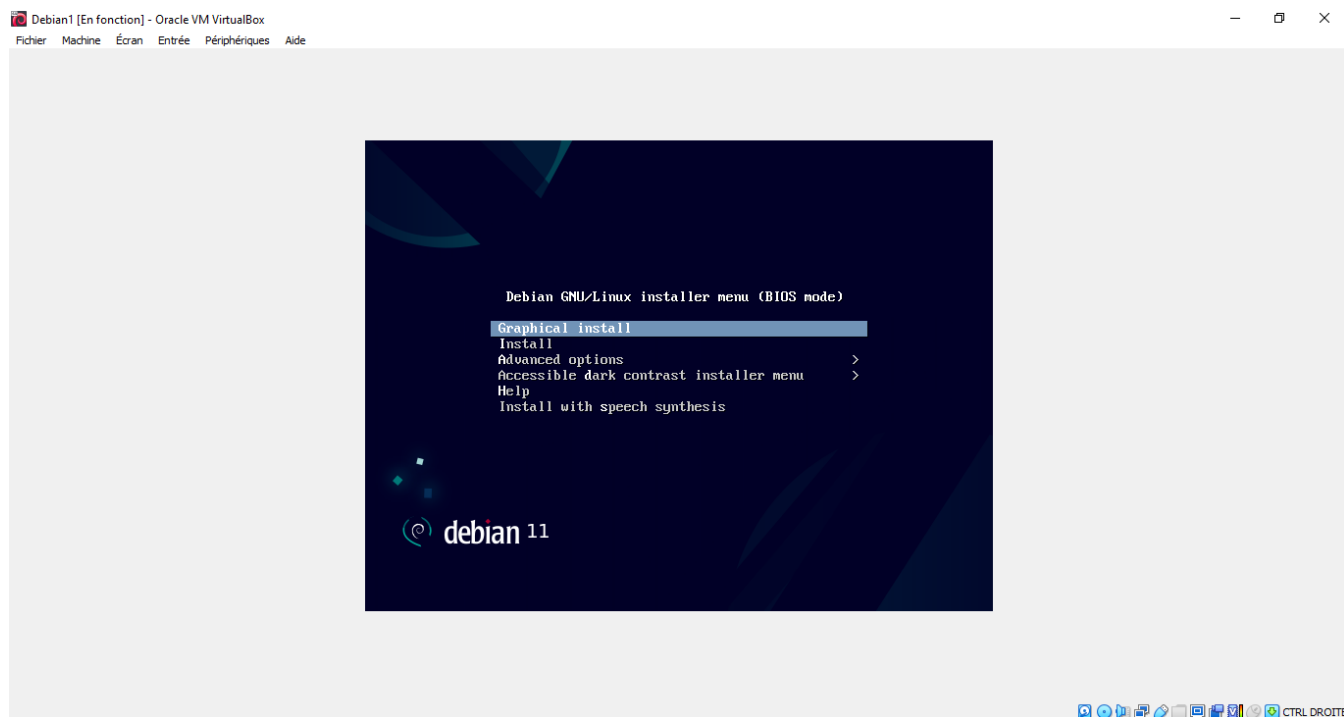 Debian1 [En fonction] - Oracle VM VirtualBox
Fichier Machine Écran Entrée Périphériques Aide
Debian GNU/Linux installer menu (BIOS mode)
Graphical install
Install
Advanced options >
Accessible dark contrast installer menu >
Help
Install with speech synthesis
debian 11
CTRL DROITE